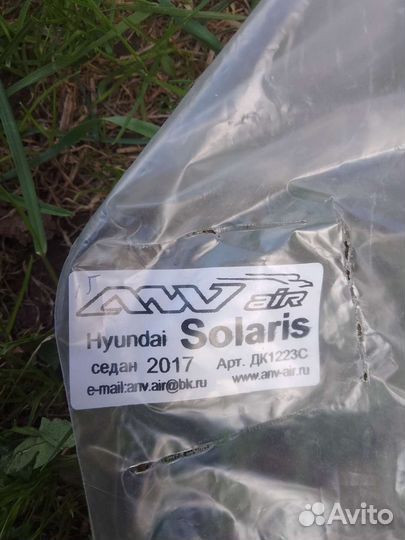 ANV air
Hyundai Solaris
седан 2017 Арт. ДК1223С
e-mail:anv.air@bk.ru www.anv-air.ru
Avito